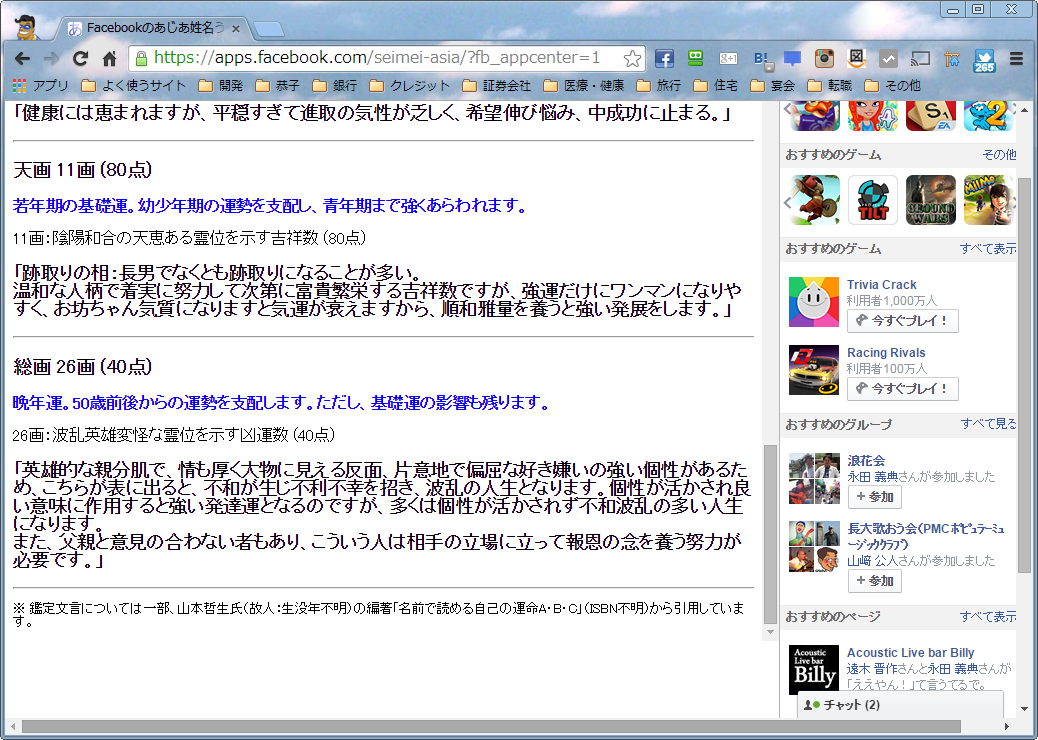 Facebookのあじあ姓名う
https://apps.facebook.com/seimei-asia/?fb_appcenter=1
265
アプリ よく使うサイト 開発 恭子 銀行 クレジット 証券会社 医療・健康 旅行 住宅 宴会 転職 その他
「健康には恵まれますが、平穏すぎて進取の気性が乏しく、希望伸び悩み、中成功に止まる。」
天画 11画 (80点)
若年期の基礎運。幼少年期の運勢を支配し、青年期まで強くあらわれます。
11画：陰陽和合の天恵ある霊位を示す吉祥数 (80点)
「跡取りの相：長男でなくとも跡取りになることが多い。
温和な人柄で着実に努力して次第に富貴繁栄する吉祥数ですが、強運だけにワンマンになりや
すく、お坊ちゃん気質になりますと気運が衰えますから、順和雅量を養うと強い発展をします。」
総画 26画 (40点)
晩年運。50歳前後からの運勢を支配します。ただし、基礎運の影響も残ります。
26画：波乱英雄変怪な霊位を示す凶運数 (40点)
「英雄的な親分肌で、情も厚く大物に見える反面、片意地で偏屈な好き嫌いの強い個性があるた
め、こちらが表に出ると、不和が生じ不利不幸を招き、波乱の人生となります。個性が活かされ良
い意味に作用すると強い発達運となるのですが、多くは個性が活かされず不和波乱の多い人生
になります。
また、父親と意見の合わない者もあり、こういう人は相手の立場に立って報恩の念を養う努力が
必要です。」
※ 鑑定文言については一部、山本哲生氏（故人：生没年不明）の編著「名前で読める自己の運命A・B・C」（ISBN不明）から引用していま
す。
S
EA
2
おすすめのゲーム その他
TILT
GROUND WARS
おすすめのゲーム すべて表示
Trivia Crack
利用者1,000万人
今すぐプレイ！
Racing Rivals
利用者100万人
今すぐプレイ！
おすすめのグループ すべて見る
浪花会
永田 義典さんが参加しました
+ 参加
長大歌おう会(PMCポピュラーミュ
ージッククラブ)
山﨑 公人さんが参加しました
+ 参加
おすすめのページ すべて表示
Acoustic
Live bar
Billy
Acoustic Live bar Billy
遠木 晋作さんと永田 義典さんが
「ええやん！」て言うてるで。
チャット (2)